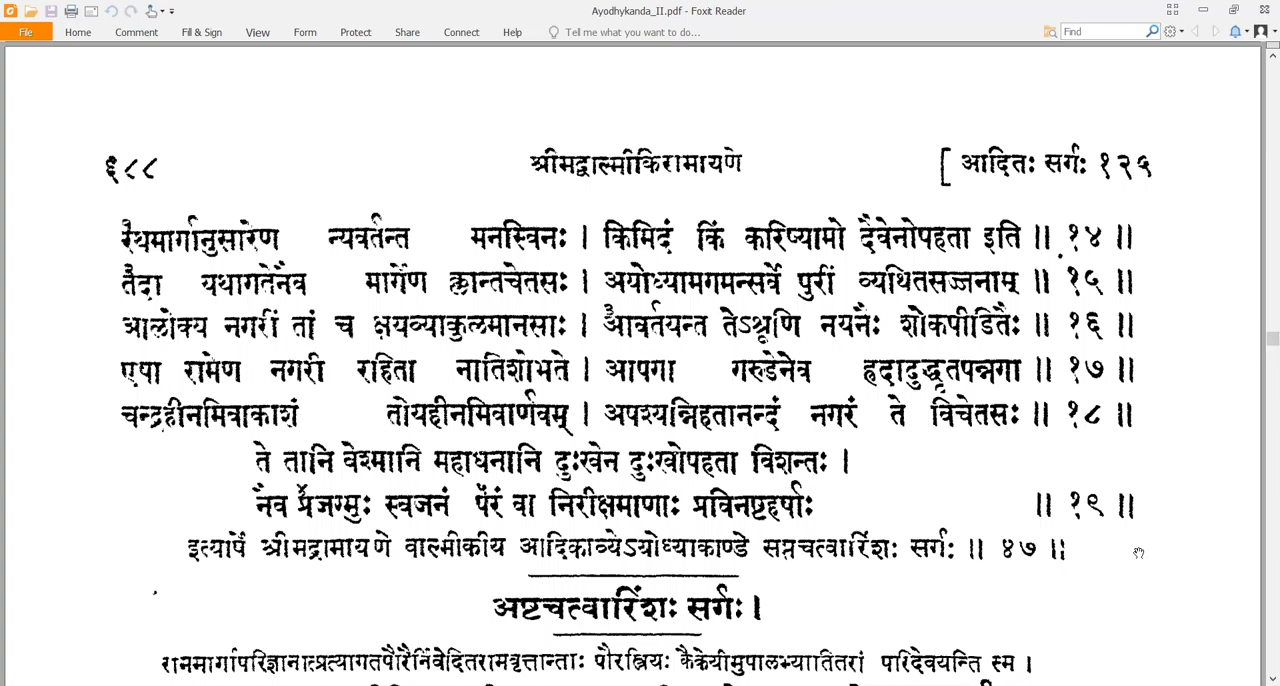 Ayodhykanda_II.pdf - Foxit Reader
File Home Comment Fill & Sign View Form Protect Share Connect Help Tell me what you want to do... Find
६८८ श्रीमद्वाल्मीकिरामायणे [ आदितः सर्गः १२६
रथमार्गानुसारेण न्यवर्तन्त मनस्विनः । किमिदं किं करिष्यामो दैवेनोपहता इति ॥ १४ ॥
तदा यथागतेनैव मार्गेण क्लान्तचेतसः । अयोध्यामगमन्सर्वे पुरीं व्यथितसज्जनाम् ॥ १५ ॥
आलोक्य नगरीं तां च क्षयव्याकुलमानसाः । आवर्तयन्त तेऽश्रूणि नयनैः शोकपीडितैः ॥ १६ ॥
एषा रामेण नगरी रहिता नातिशोभते । आपगा गरुडेनेव ह्रदादुद्धृतपन्नगा ॥ १७ ॥
चन्द्रहीनमिवाकाशं तोयहीनमिवार्णवम् । अपश्यन्निहतानन्दं नगरं ते विचेतसः ॥ १८ ॥
ते तानि वेश्मानि महाधनानि दुःखेन दुःखोपहता विशन्तः ।
नैव प्रजग्मुः स्वजनं परं वा निरीक्षमाणाः प्रविनष्टहर्षाः ॥ १९ ॥
इत्यार्षे श्रीमद्रामायणे वाल्मीकीय आदिकाव्येऽयोध्याकाण्डे सप्तचत्वारिंशः सर्गः ॥ ४७ ॥
अष्टचत्वारिंशः सर्गः ।
राममार्गापरिज्ञानात्प्रत्यागतपौरैर्निवेदितरामवृत्तान्ताः पौरस्त्रियः कैकेयीमुपालभ्यातितरां परिदेवयन्ति स्म ।